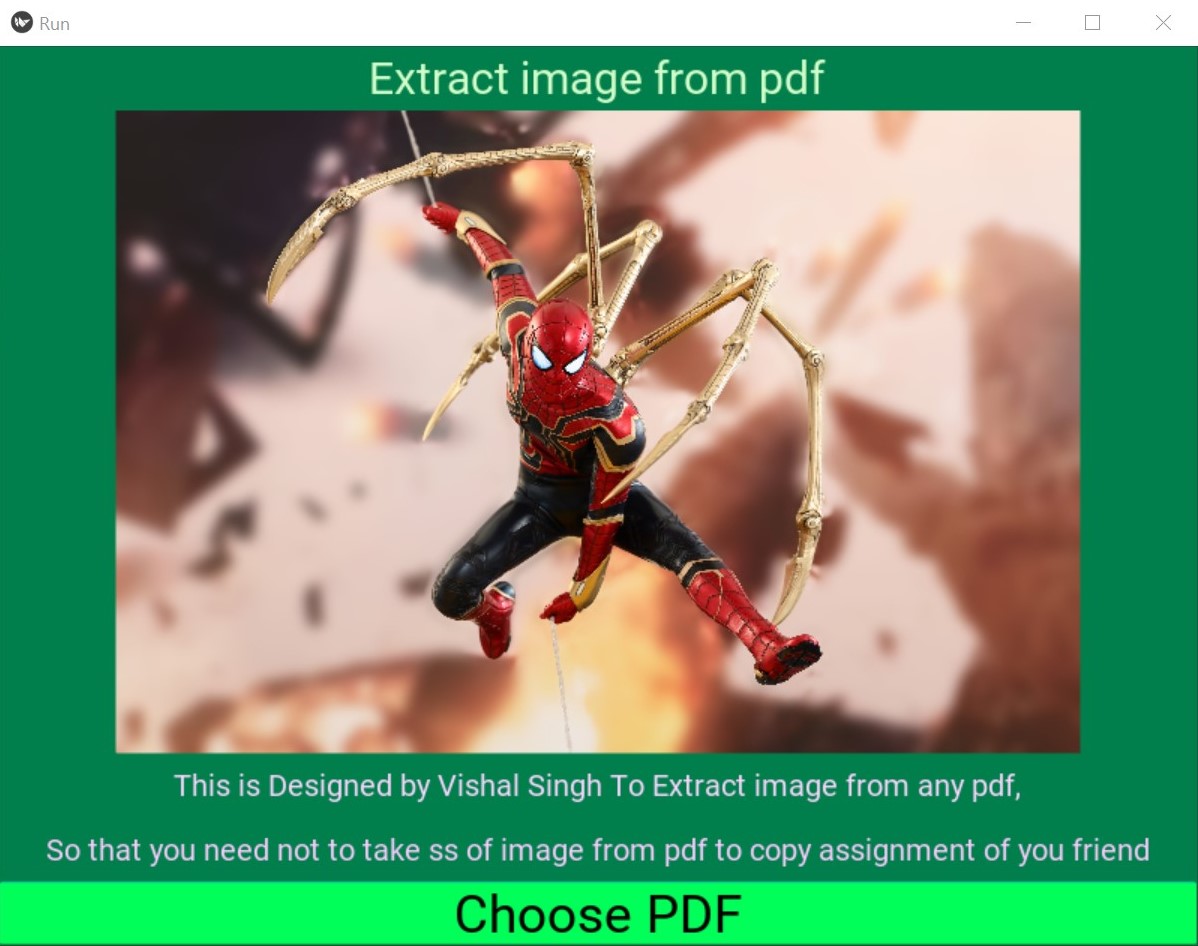 Run
Extract image from pdf
This is Designed by Vishal Singh To Extract image from any pdf,
So that you need not to take ss of image from pdf to copy assignment of you friend
Choose PDF